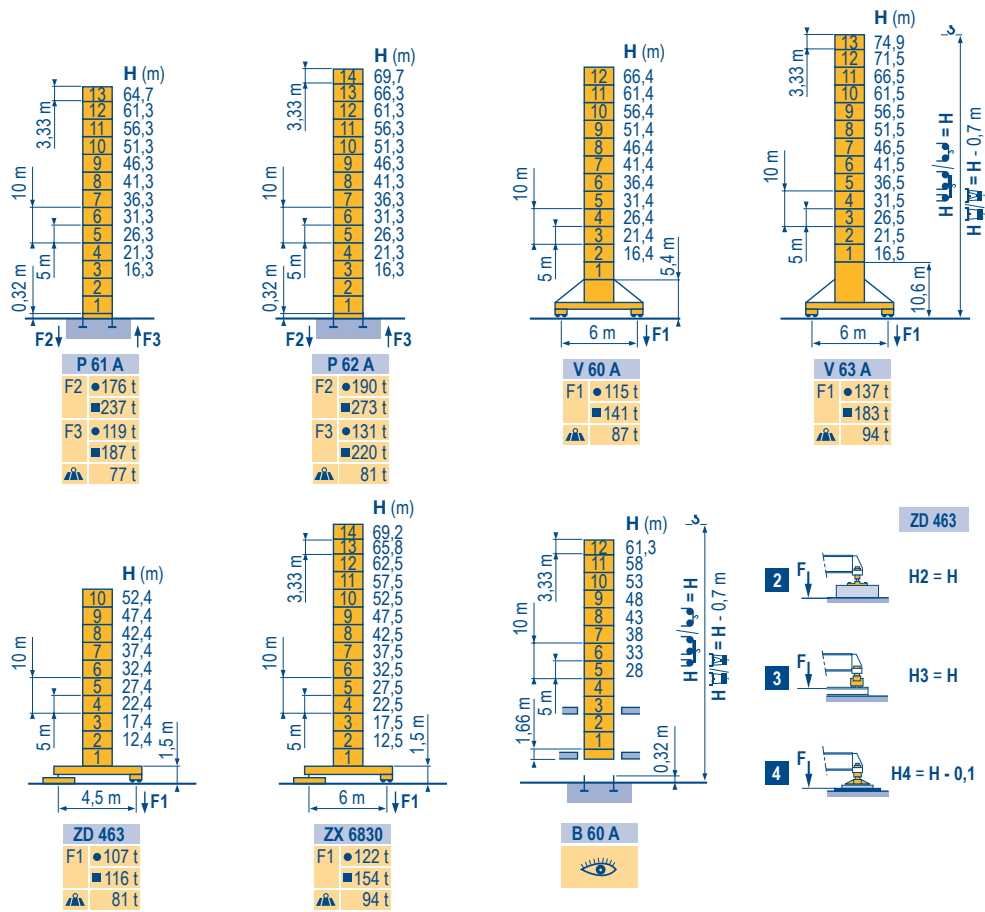 H (m)
13 64,7
12 61,3
11 56,3
10 51,3
9 46,3
8 41,3
7 36,3
6 31,3
5 26,3
4 21,3
3 16,3
2
1
3,33 m
10 m
5 m
0,32 m
F2 F3
P 61 A
F2 ●176 t
■237 t
F3 ●119 t
■187 t
77 t
H (m)
14 69,7
13 66,3
12 61,3
11 56,3
10 51,3
9 46,3
8 41,3
7 36,3
6 31,3
5 26,3
4 21,3
3 16,3
2
1
3,33 m
10 m
5 m
0,32 m
F2 F3
P 62 A
F2 ●190 t
■273 t
F3 ●131 t
■220 t
81 t
H (m)
12 66,4
11 61,4
10 56,4
9 51,4
8 46,4
7 41,4
6 36,4
5 31,4
4 26,4
3 21,4
2 16,4
1
10 m
5 m
5,4 m
6 m F1
V 60 A
F1 ●115 t
■141 t
87 t
H (m)
13 74,9
12 71,5
11 66,5
10 61,5
9 56,5
8 51,5
7 46,5
6 41,5
5 36,5
4 31,5
3 26,5
2 21,5
1 16,5
3,33 m
10 m
5 m
10,6 m
H / = H
H / = H - 0,7 m
6 m F1
V 63 A
F1 ●137 t
■183 t
94 t
H (m)
10 52,4
9 47,4
8 42,4
7 37,4
6 32,4
5 27,4
4 22,4
3 17,4
2 12,4
1
10 m
5 m
1,5 m
4,5 m F1
ZD 463
F1 ●107 t
■116 t
81 t
H (m)
14 69,2
13 65,8
12 62,5
11 57,5
10 52,5
9 47,5
8 42,5
7 37,5
6 32,5
5 27,5
4 22,5
3 17,5
2 12,5
1
3,33 m
10 m
5 m
1,5 m
6 m F1
ZX 6830
F1 ●122 t
■154 t
94 t
H (m)
12 61,3
11 58
10 53
9 48
8 43
7 38
6 33
5 28
4
3
2
1
3,33 m
10 m
5 m
1,66 m
0,32 m
H / = H
H / = H - 0,7 m
B 60 A
ZD 463
2 F H2 = H
3 F H3 = H
4 F H4 = H - 0,1